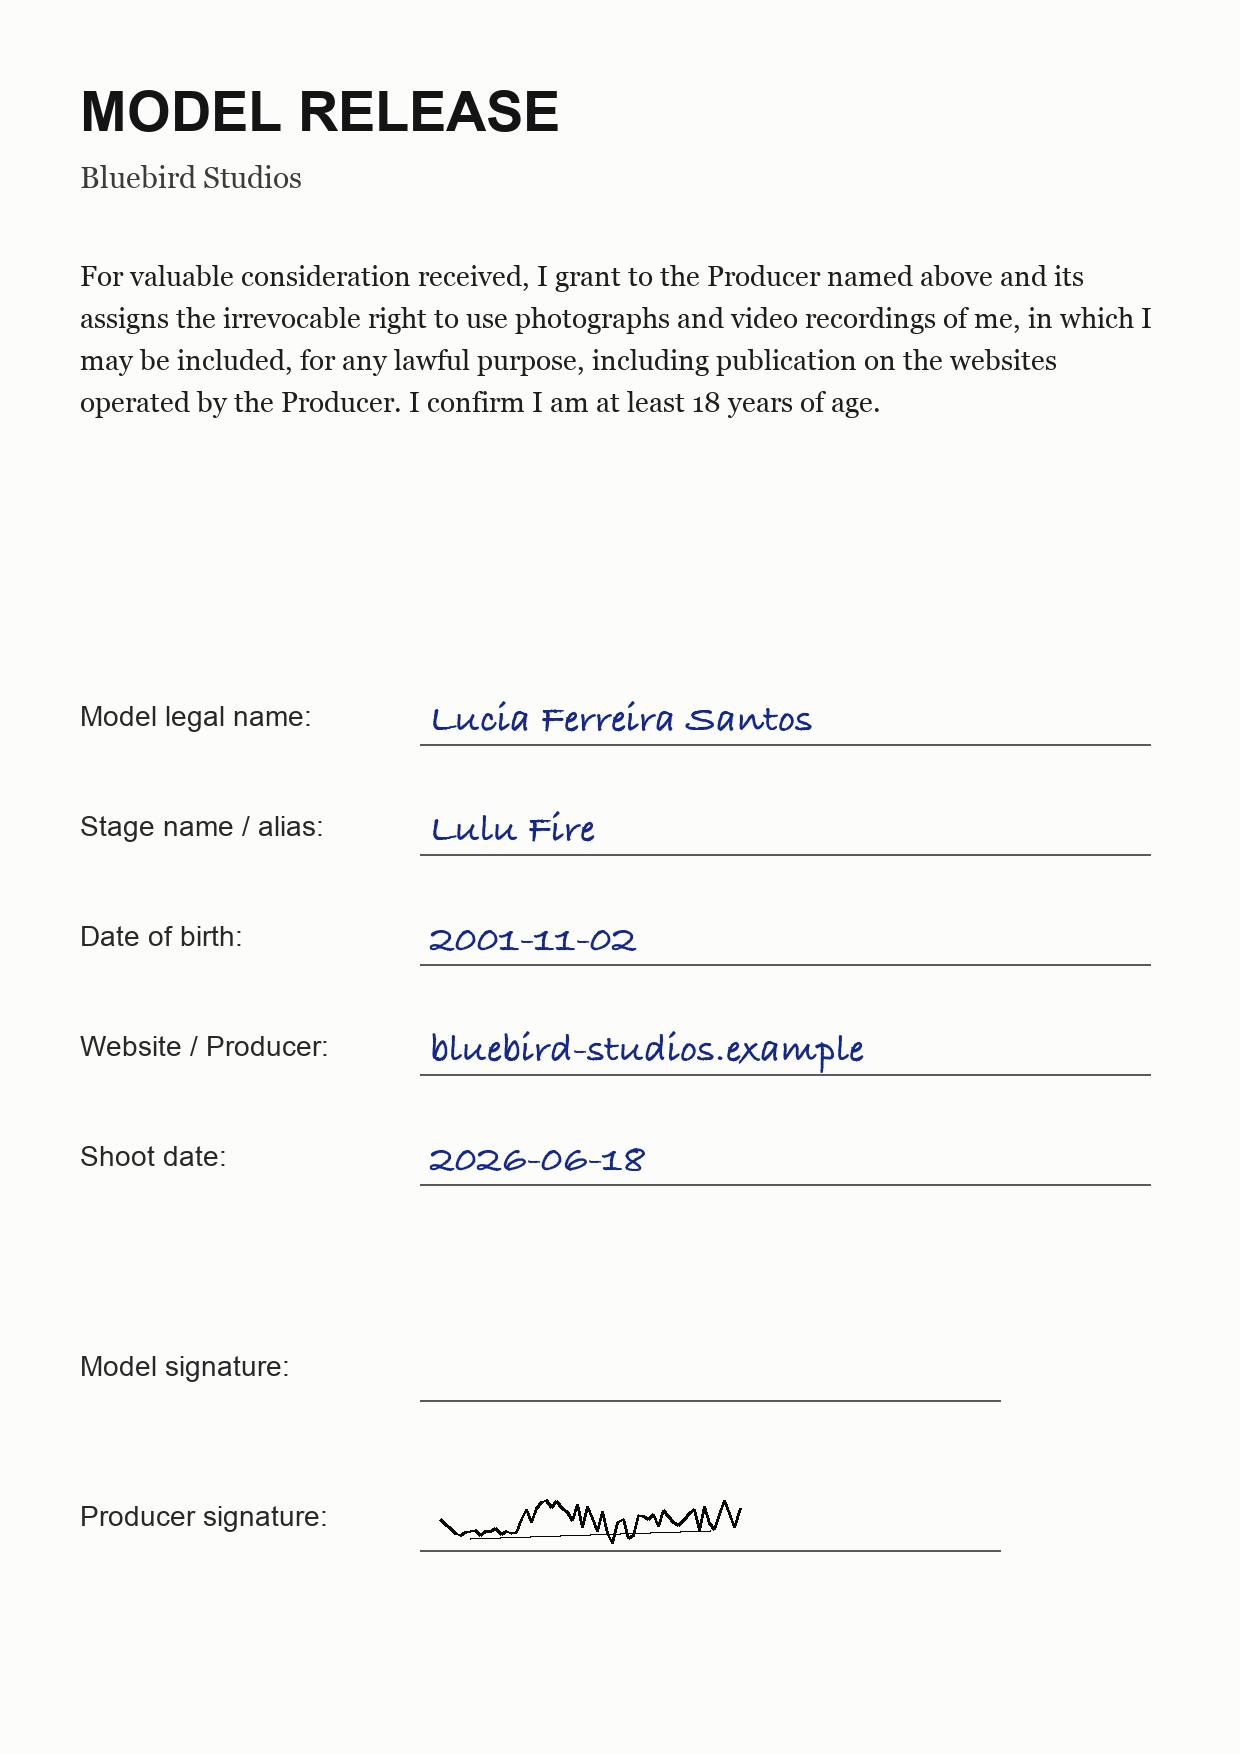 MODEL RELEASE
Bluebird Studios
For valuable consideration received, I grant to the Producer named above and its
assigns the irrevocable right to use photographs and video recordings of me, in which I
may be included, for any lawful purpose, including publication on the websites
operated by the Producer. I confirm I am at least 18 years of age.
Model legal name: Lucia Ferreira Santos
Stage name / alias: Lulu Fire
Date of birth: 2001-11-02
Website / Producer: bluebird-studios.example
Shoot date: 2026-06-18
Model signature:
Producer signature: